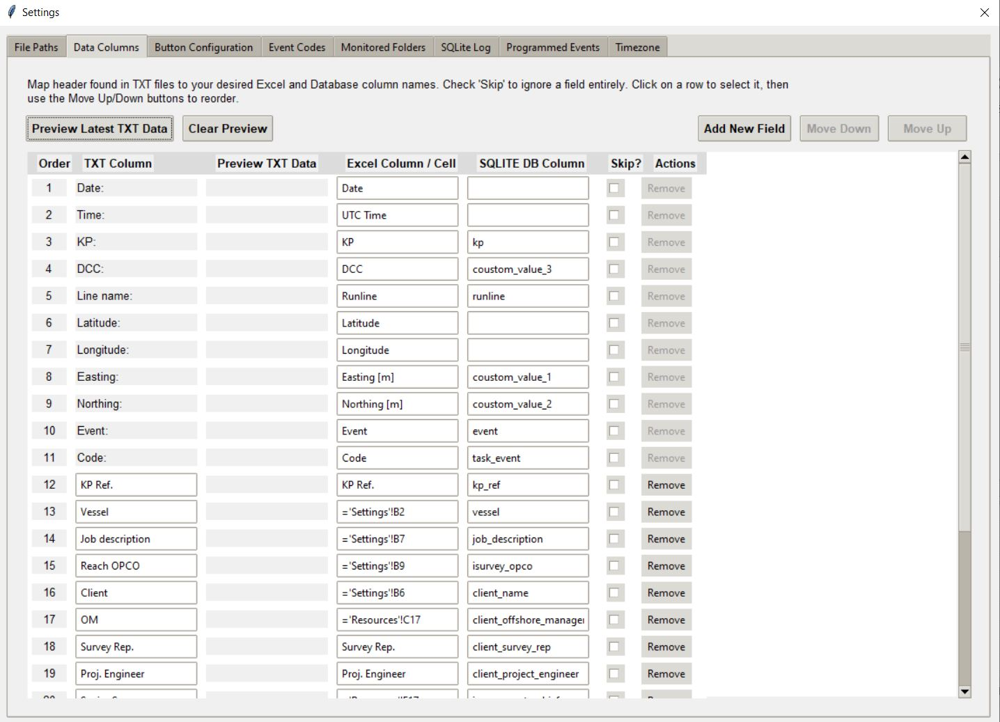 Settings
File Paths Data Columns Button Configuration Event Codes Monitored Folders SQLite Log Programmed Events Timezone
Map header found in TXT files to your desired Excel and Database column names. Check 'Skip' to ignore a field entirely. Click on a row to select it, then
use the Move Up/Down buttons to reorder.
Preview Latest TXT Data Clear Preview Add New Field Move Down Move Up
Order TXT Column Preview TXT Data Excel Column / Cell SQLITE DB Column Skip? Actions
1 Date: Date Remove
2 Time: UTC Time Remove
3 KP: KP kp Remove
4 DCC: DCC coustom_value_3 Remove
5 Line name: Runline runline Remove
6 Latitude: Latitude Remove
7 Longitude: Longitude Remove
8 Easting: Easting [m] coustom_value_1 Remove
9 Northing: Northing [m] coustom_value_2 Remove
10 Event: Event event Remove
11 Code: Code task_event Remove
12 KP Ref. KP Ref. kp_ref Remove
13 Vessel ='Settings'!B2 vessel Remove
14 Job description ='Settings'!B7 job_description Remove
15 Reach OPCO ='Settings'!B9 isurvey_opco Remove
16 Client ='Settings'!B6 client_name Remove
17 OM ='Resources'!C17 client_offshore_manager Remove
18 Survey Rep. Survey Rep. client_survey_rep Remove
19 Proj. Engineer Proj. Engineer client_project_engineer Remove